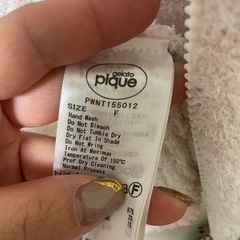 gelato
pique
PWNT155012
SIZE F
Hand Wash
Do Not Bleach
Do Not Tumble Dry
Dry Flat In Shade
Do Not Wring
Iron At Maximum
Temperature Of 150℃
Prof.Dry Cleaning
Normal Process
F